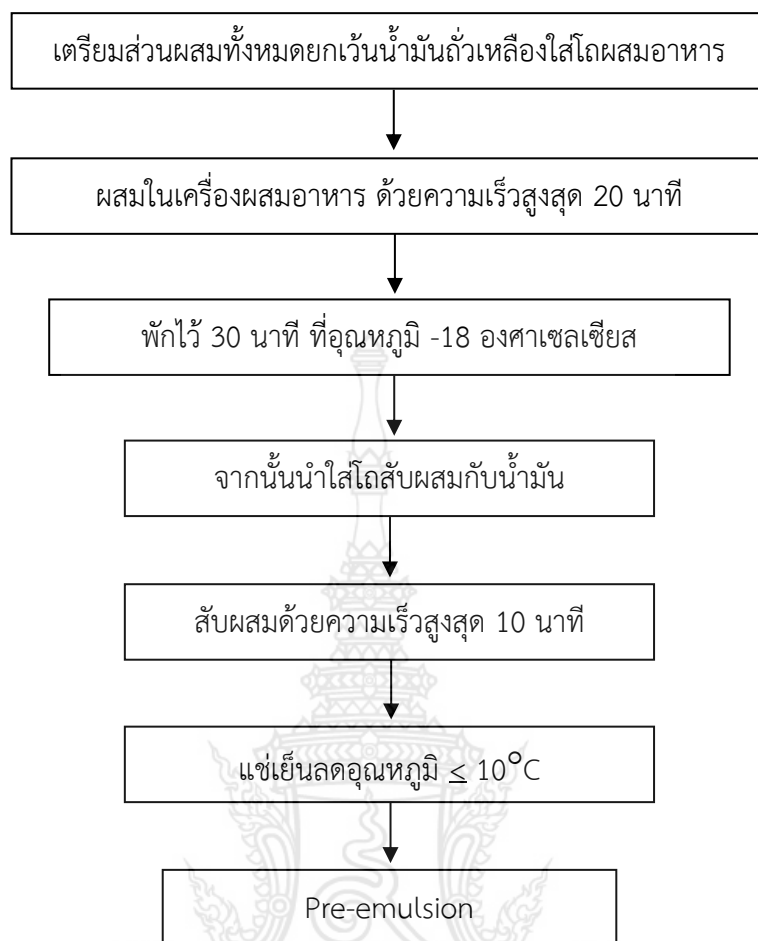 เตรียมส่วนผสมทั้งหมดยกเว้นน้ำมันถั่วเหลืองใส่โถผสมอาหาร
ผสมในเครื่องผสมอาหาร ด้วยความเร็วสูงสุด 20 นาที
พักไว้ 30 นาที ที่อุณหภูมิ -18 องศาเซลเซียส
จากนั้นนำใส่โถสับผสมกับน้ำมัน
สับผสมด้วยความเร็วสูงสุด 10 นาที
แช่เย็นลดอุณหภูมิ ≤ 10°C
Pre-emulsion